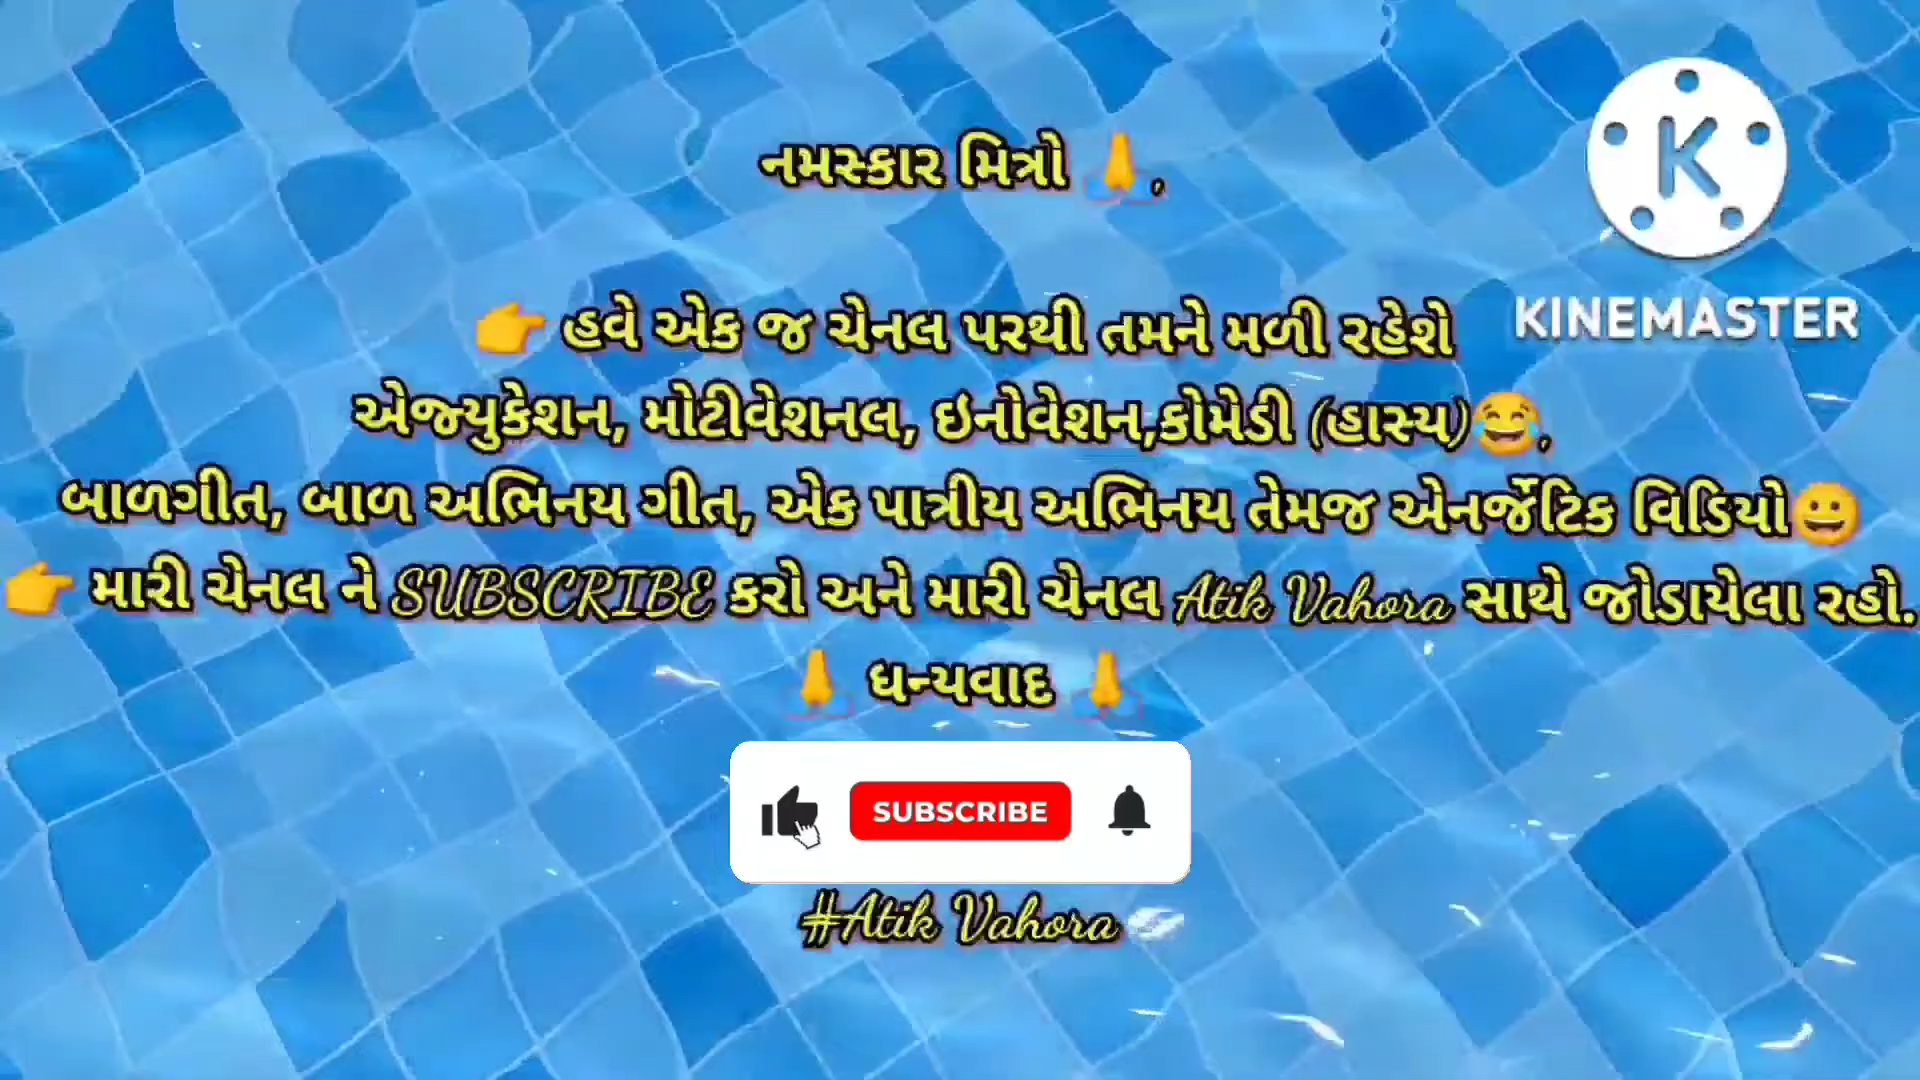 નમસ્કાર મિત્રો 🙏,
KINEMASTER
👉 હવે એક જ ચેનલ પરથી તમને મળી રહેશે
એજ્યુકેશન, મોટીવેશનલ, ઇનોવેશન,કોમેડી (હાસ્ય)😂,
બાળગીત, બાળ અભિનય ગીત, એક પાત્રીય અભિનય તેમજ એનર્જેટિક વિડિયો😀
👉 મારી ચેનલ ને SUBSCRIBE કરો અને મારી ચેનલ Atik Vahora સાથે જોડાયેલા રહો.
🙏 ધન્યવાદ 🙏
SUBSCRIBE
#Atik Vahora